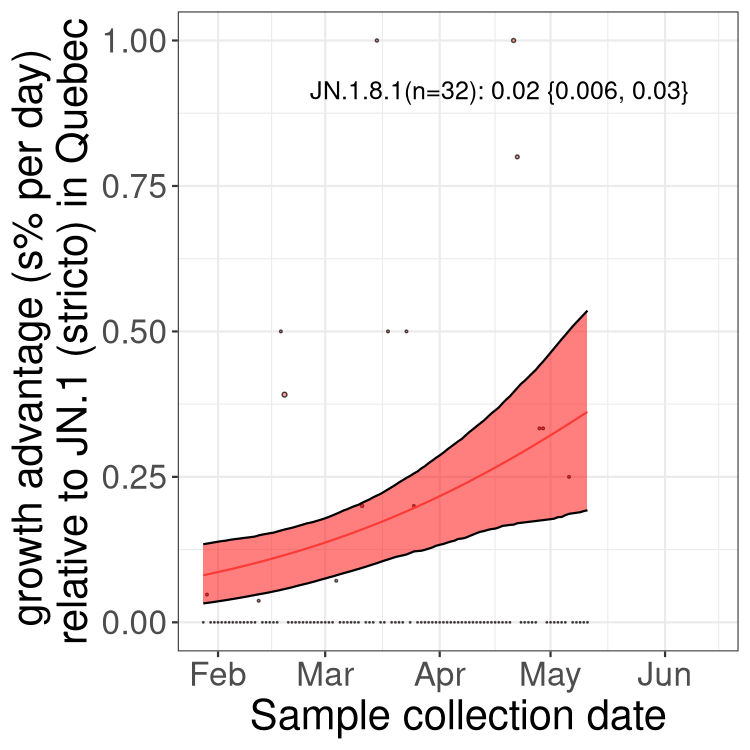 growth advantage (s% per day)
relative to JN.1 (stricto) in Quebec
1.00
0.75
0.50
0.25
0.00
JN.1.8.1(n=32): 0.02 {0.006, 0.03}
Feb Mar Apr May Jun
Sample collection date